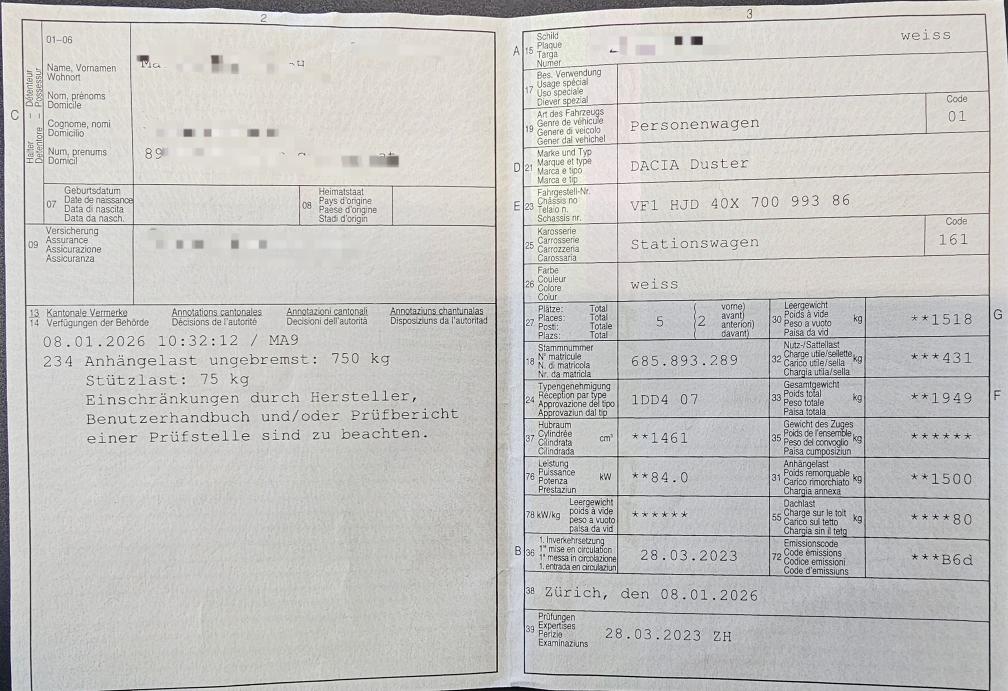 2
01-06
Name, Vornamen
Wohnort
Nom, prénoms
Domicile
Cognome, nomi
Domicilio
Num, prenums
Domicil
C
Halter – Détenteur
Detentore – Possessur
89
07
Geburtsdatum
Date de naissance
Data di nascita
Data da nasch.
08
Heimatstaat
Pays d'origine
Paese d'origine
Stadi d'origin
09
Versicherung
Assurance
Assicurazione
Assicuranza
13 Kantonale Vermerke Annotations cantonales Annotazioni cantonali Annotaziuns chantunalas
14 Verfügungen der Behörde Décisions de l'autorité Decisioni dell'autorità Disposiziuns da l'autoritad
08.01.2026 10:32:12 / MA9
234 Anhängelast ungebremst: 750 kg
Stützlast: 75 kg
Einschränkungen durch Hersteller,
Benutzerhandbuch und/oder Prüfbericht
einer Prüfstelle sind zu beachten.
3
A 15
Schild
Plaque
Targa
Numer
weiss
17
Bes. Verwendung
Usage spécial
Uso speciale
Diever spezial
19
Art des Fahrzeugs
Genre de véhicule
Genere di veicolo
Gener dal vehichel
Personenwagen
Code
01
D 21
Marke und Typ
Marque et type
Marca e tipo
Marca e tip
DACIA Duster
E 23
Fahrgestell-Nr.
Châssis no
Telaio n.
Schassis nr.
VF1 HJD 40X 700 993 86
25
Karosserie
Carrosserie
Carrozzeria
Carossaria
Stationswagen
Code
161
26
Farbe
Couleur
Colore
Colur
weiss
27
Plätze: Total
Places: Total
Posti: Totale
Plazs: Total
5
( 2
vorne)
avant)
anteriori)
davant)
30
Leergewicht
Poids à vide
Peso a vuoto
Paisa da vid
kg
**1518
G
18
Stammnummer
N° matricule
N. di matricola
Nr. da matricla
685.893.289
32
Nutz-/Sattellast
Charge utile/sellette
Carico utile/sella
Chargia utila/sella
kg
***431
24
Typengenehmigung
Réception par type
Approvazione del tipo
Approvaziun dal tip
1DD4 07
33
Gesamtgewicht
Poids total
Peso totale
Paisa totala
kg
**1949
F
37
Hubraum
Cylindrée
Cilindrata
Cilindrada
cm³
**1461
35
Gewicht des Zuges
Poids de l'ensemble
Peso del convoglio
Paisa cumposiziun
kg
******
76
Leistung
Puissance
Potenza
Prestaziun
kW
**84.0
31
Anhängelast
Poids remorquable
Carico rimorchiato
Chargia annexa
kg
**1500
78 kW/kg
Leergewicht
poids à vide
peso a vuoto
paisa da vid
******
55
Dachlast
Charge sur le toit
Carico sul tetto
Chargia sin il tetg
kg
****80
B 36
1. Inverkehrsetzung
1re mise en circulation
1a messa in circolazione
1. entrada en circulaziun
28.03.2023
72
Emissionscode
Code émissions
Codice emissioni
Code d'emissiuns
***B6d
38
Zürich, den 08.01.2026
39
Prüfungen
Expertises
Perizie
Examinaziuns
28.03.2023 ZH